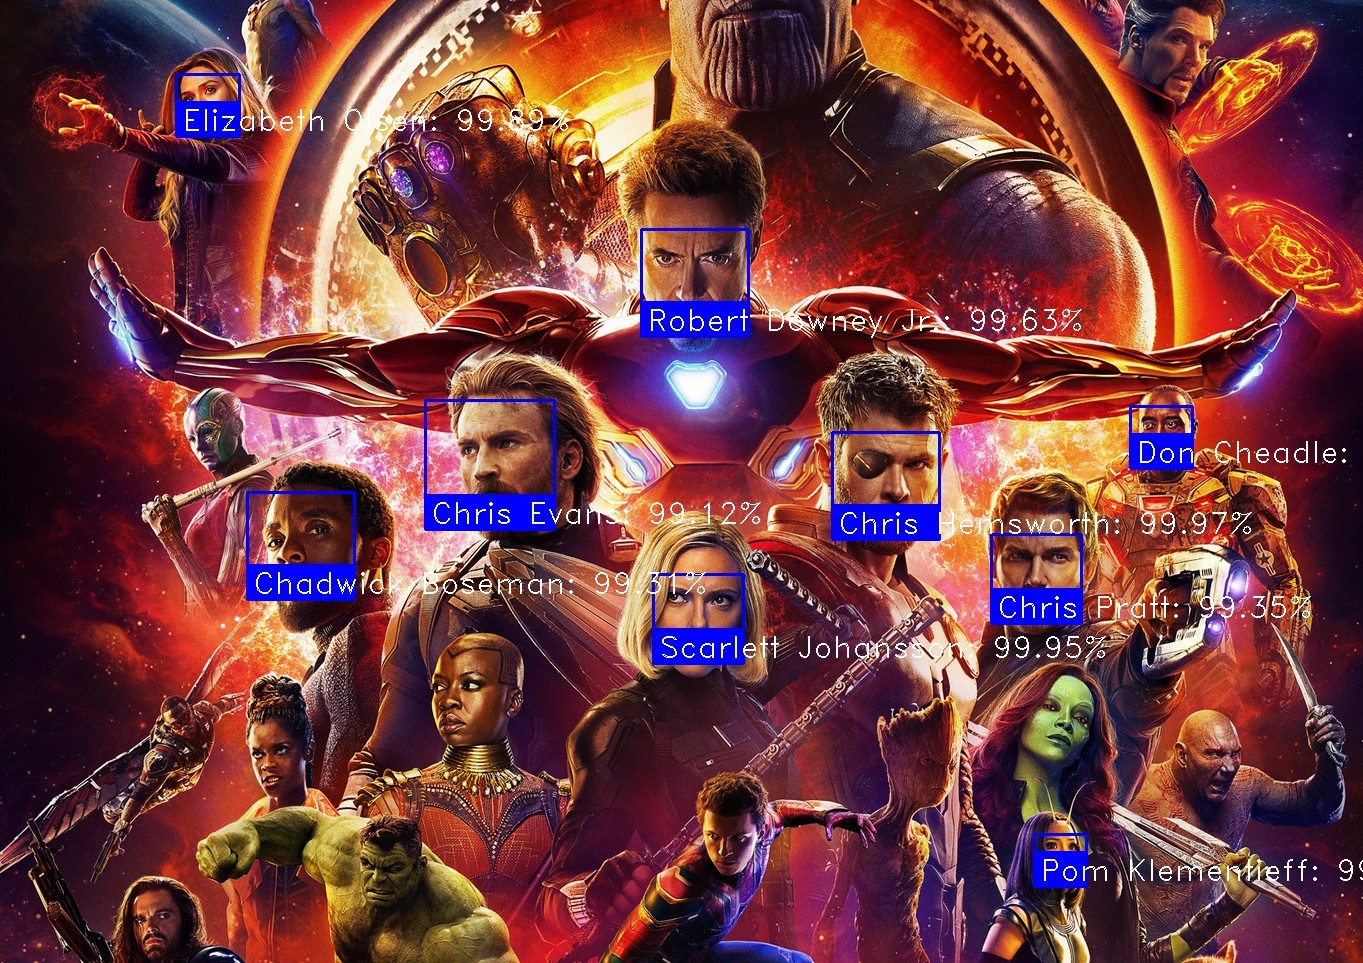 Elizabeth Olsen: 99.89%
Robert Downey Jr.: 99.63%
Don Cheadle:
Chris Evans: 99.12%
Chris Hemsworth: 99.97%
Chadwick Boseman: 99.31%
Chris Pratt: 99.35%
Scarlett Johansson: 99.95%
Pom Klementieff: 99